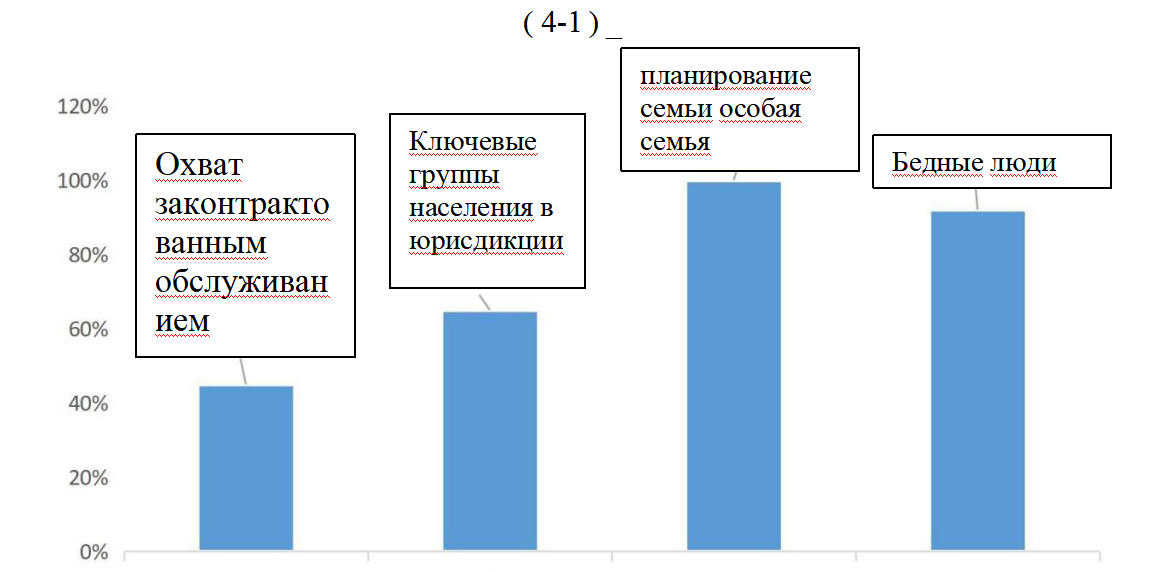 ( 4-1 ) _
планирование
семьи особая
семья
120%
Ключевые
группы
населения в
юрисдикции
Охват
законтракто
ванным
обслуживан
ием
Бедные люди
100%
80%
60%
40%
20%
0%